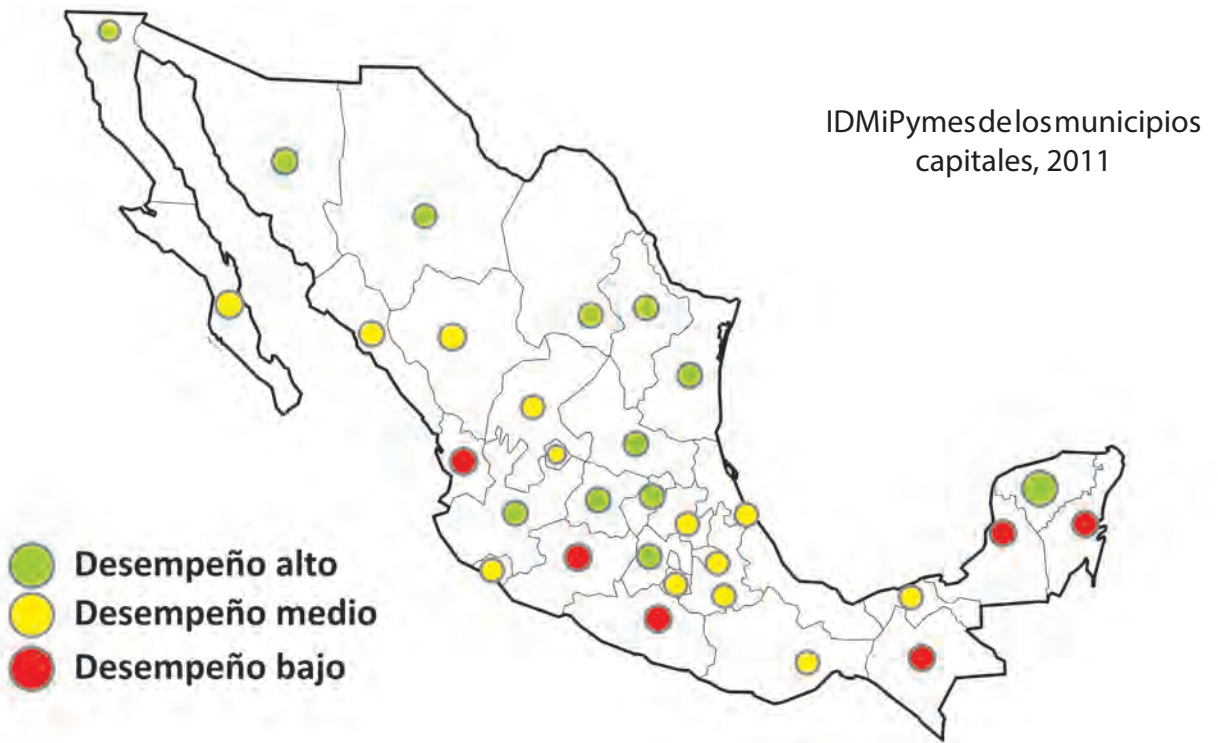 IDMiPymesdelosmunicipios
capitales, 2011
Desempeño alto
Desempeño medio
Desempeño bajo